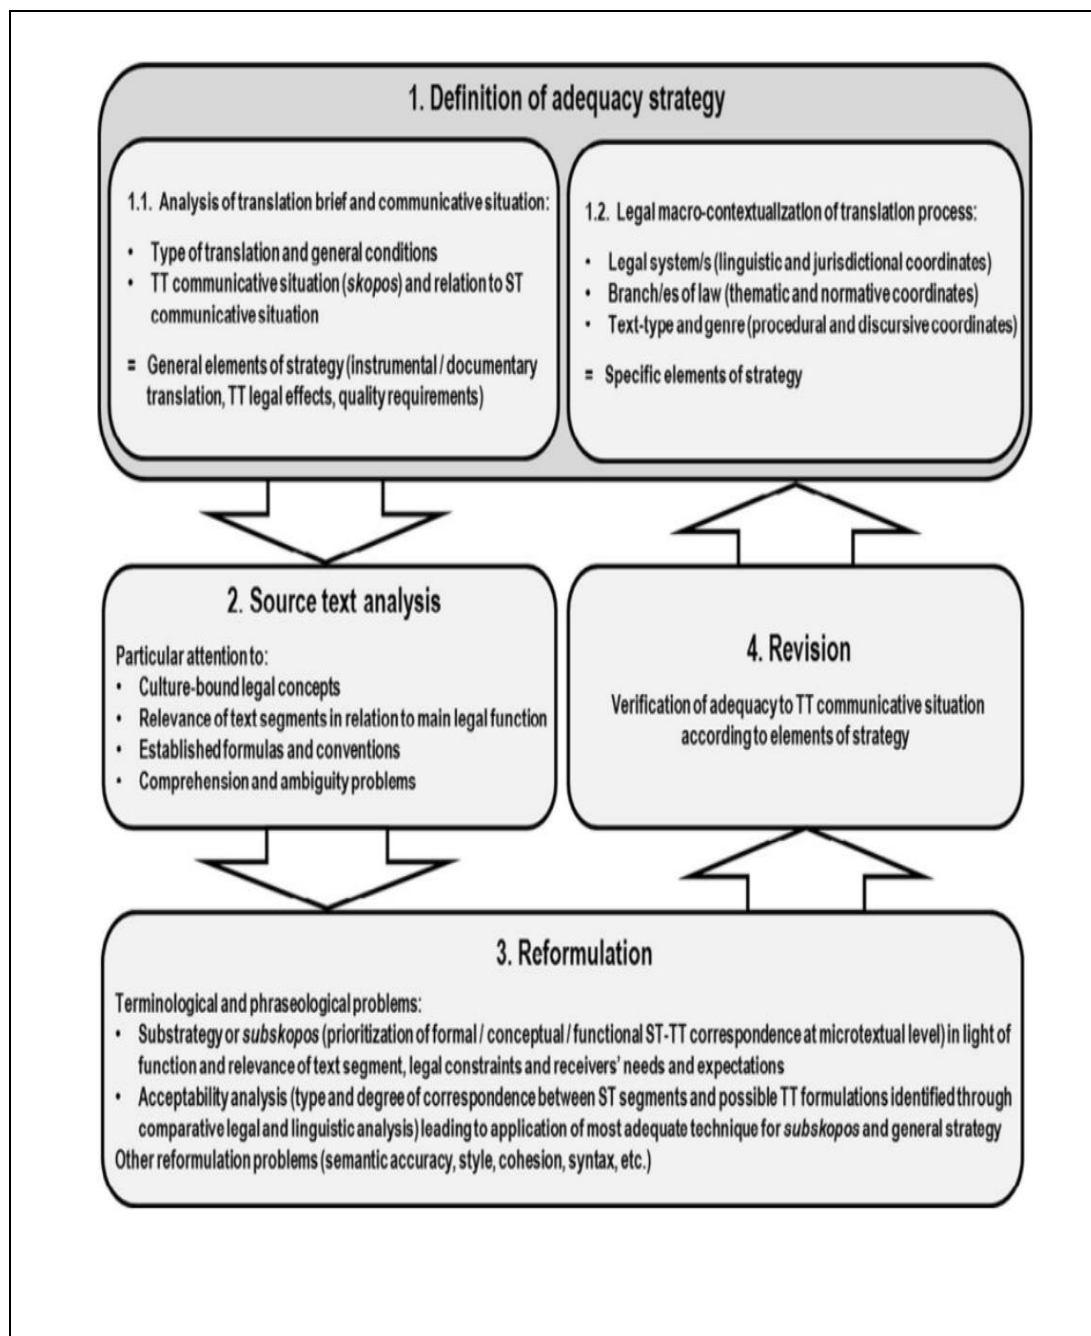 1. Definition of adequacy strategy
1.1. Analysis of translation brief and communicative situation:
• Type of translation and general conditions
• TT communicative situation (skopos) and relation to ST
communicative situation
= General elements of strategy (instrumental / documentary
translation, TT legal effects, quality requirements)
1.2. Legal macro-contextualization of translation process:
• Legal system/s (linguistic and jurisdictional coordinates)
• Branch/es of law (thematic and normative coordinates)
• Text-type and genre (procedural and discursive coordinates)
= Specific elements of strategy
2. Source text analysis
Particular attention to:
• Culture-bound legal concepts
• Relevance of text segments in relation to main legal function
• Established formulas and conventions
• Comprehension and ambiguity problems
4. Revision
Verification of adequacy to TT communicative situation
according to elements of strategy
3. Reformulation
Terminological and phraseological problems:
• Substrategy or subskopos (prioritization of formal / conceptual / functional ST-TT correspondence at microtextual level) in light of
function and relevance of text segment, legal constraints and receivers' needs and expectations
• Acceptability analysis (type and degree of correspondence between ST segments and possible TT formulations identified through
comparative legal and linguistic analysis) leading to application of most adequate technique for subskopos and general strategy
Other reformulation problems (semantic accuracy, style, cohesion, syntax, etc.)